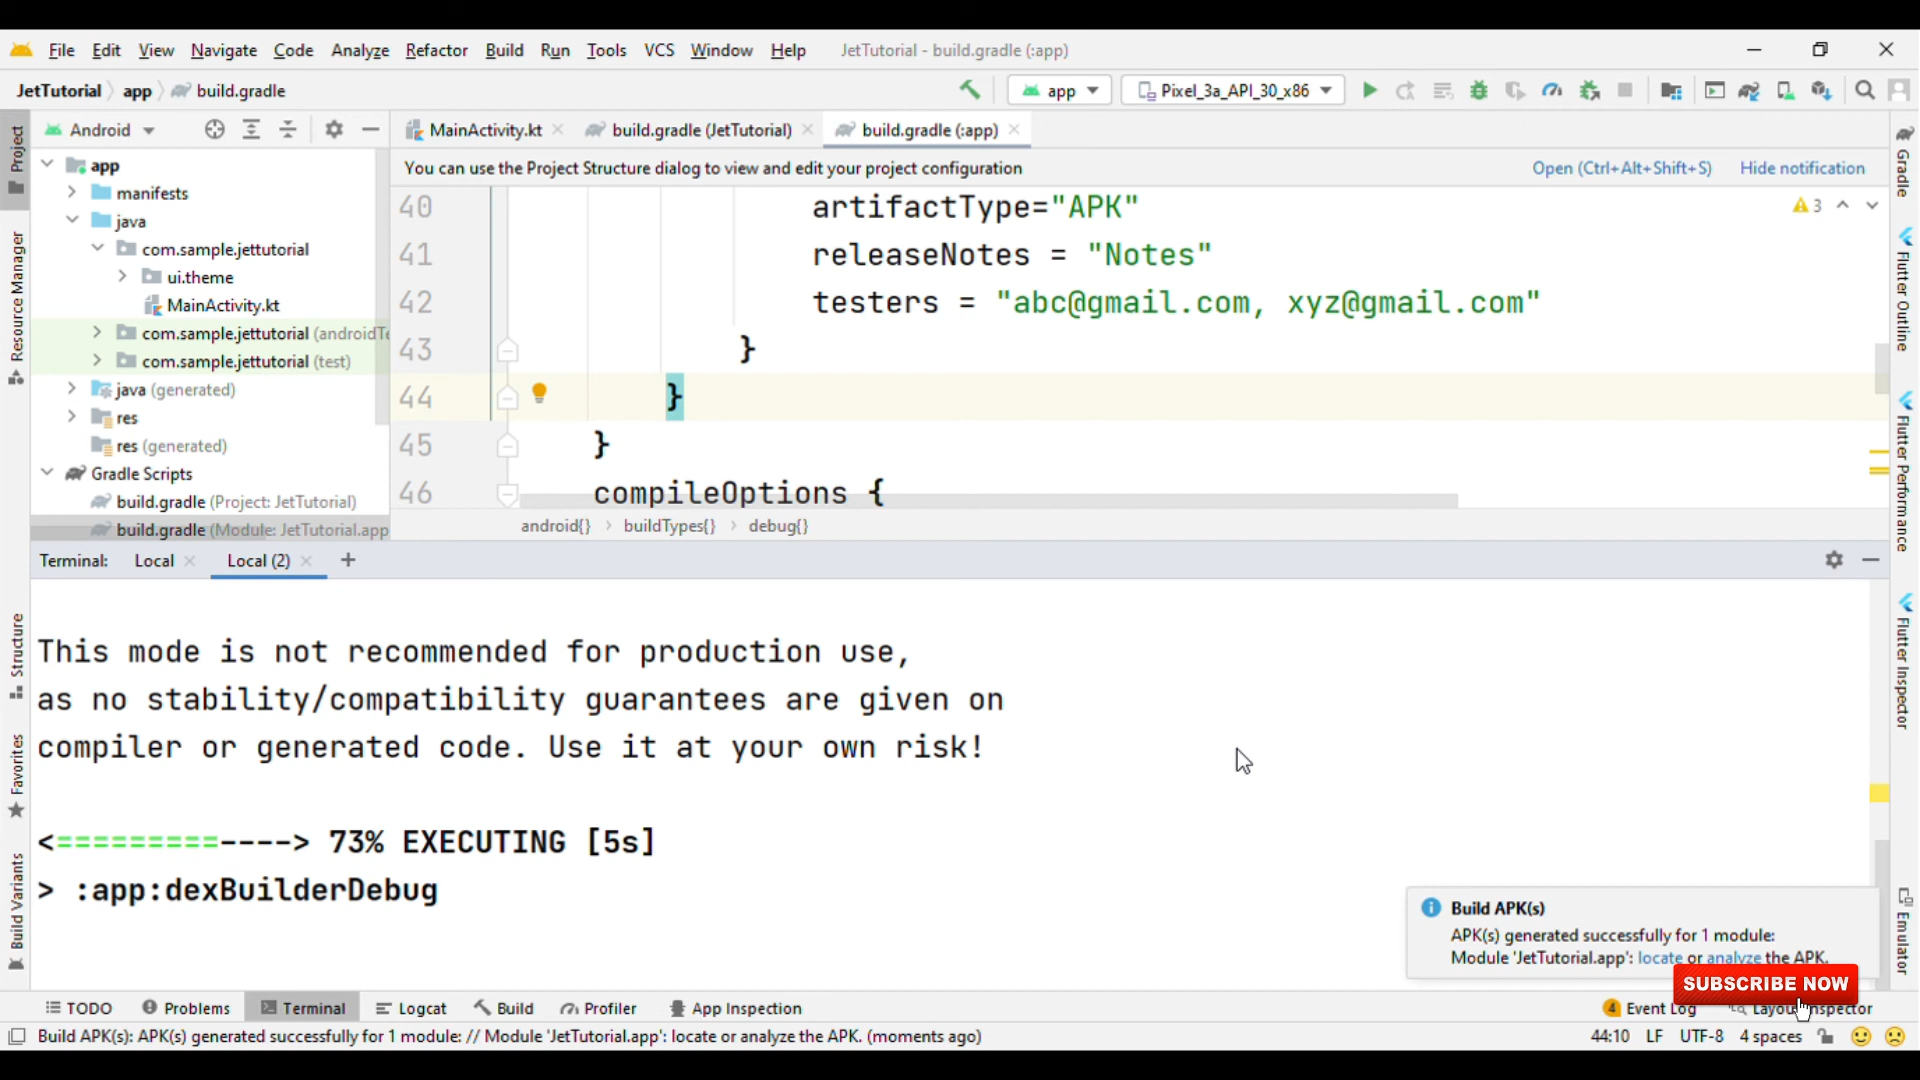 File Edit View Navigate Code Analyze Refactor Build Run Tools VCS Window Help JetTutorial - build.gradle (:app)
JetTutorial app build.gradle app Pixel_3a_API_30_x86
Project
Android
MainActivity.kt build.gradle (JetTutorial) build.gradle (:app)
You can use the Project Structure dialog to view and edit your project configuration Open (Ctrl+Alt+Shift+S) Hide notification
app
manifests
java
com.sample.jettutorial
ui.theme
MainActivity.kt
com.sample.jettutorial (androidTe
com.sample.jettutorial (test)
java (generated)
res
res (generated)
Gradle Scripts
build.gradle (Project: JetTutorial)
build.gradle (Module: JetTutorial.app
40 artifactType="APK"
3
41 releaseNotes = "Notes"
42 testers = "abc@gmail.com, xyz@gmail.com"
43 }
44 }
45 }
46 compileOptions {
android{} buildTypes{} debug{}
Resource Manager
Structure
Favorites
Build Variants
Gradle
Flutter Outline
Flutter Performance
Flutter Inspector
Emulator
Terminal: Local Local (2) +
This mode is not recommended for production use,
as no stability/compatibility guarantees are given on
compiler or generated code. Use it at your own risk!
<=========----> 73% EXECUTING [5s]
> :app:dexBuilderDebug
Build APK(s)
APK(s) generated successfully for 1 module:
Module 'JetTutorial.app': locate or analyze the APK.
SUBSCRIBE NOW
TODO Problems Terminal Logcat Build Profiler App Inspection 4 Event Log Layout Inspector
Build APK(s): APK(s) generated successfully for 1 module: // Module 'JetTutorial.app': locate or analyze the APK. (moments ago) 44:10 LF UTF-8 4 spaces